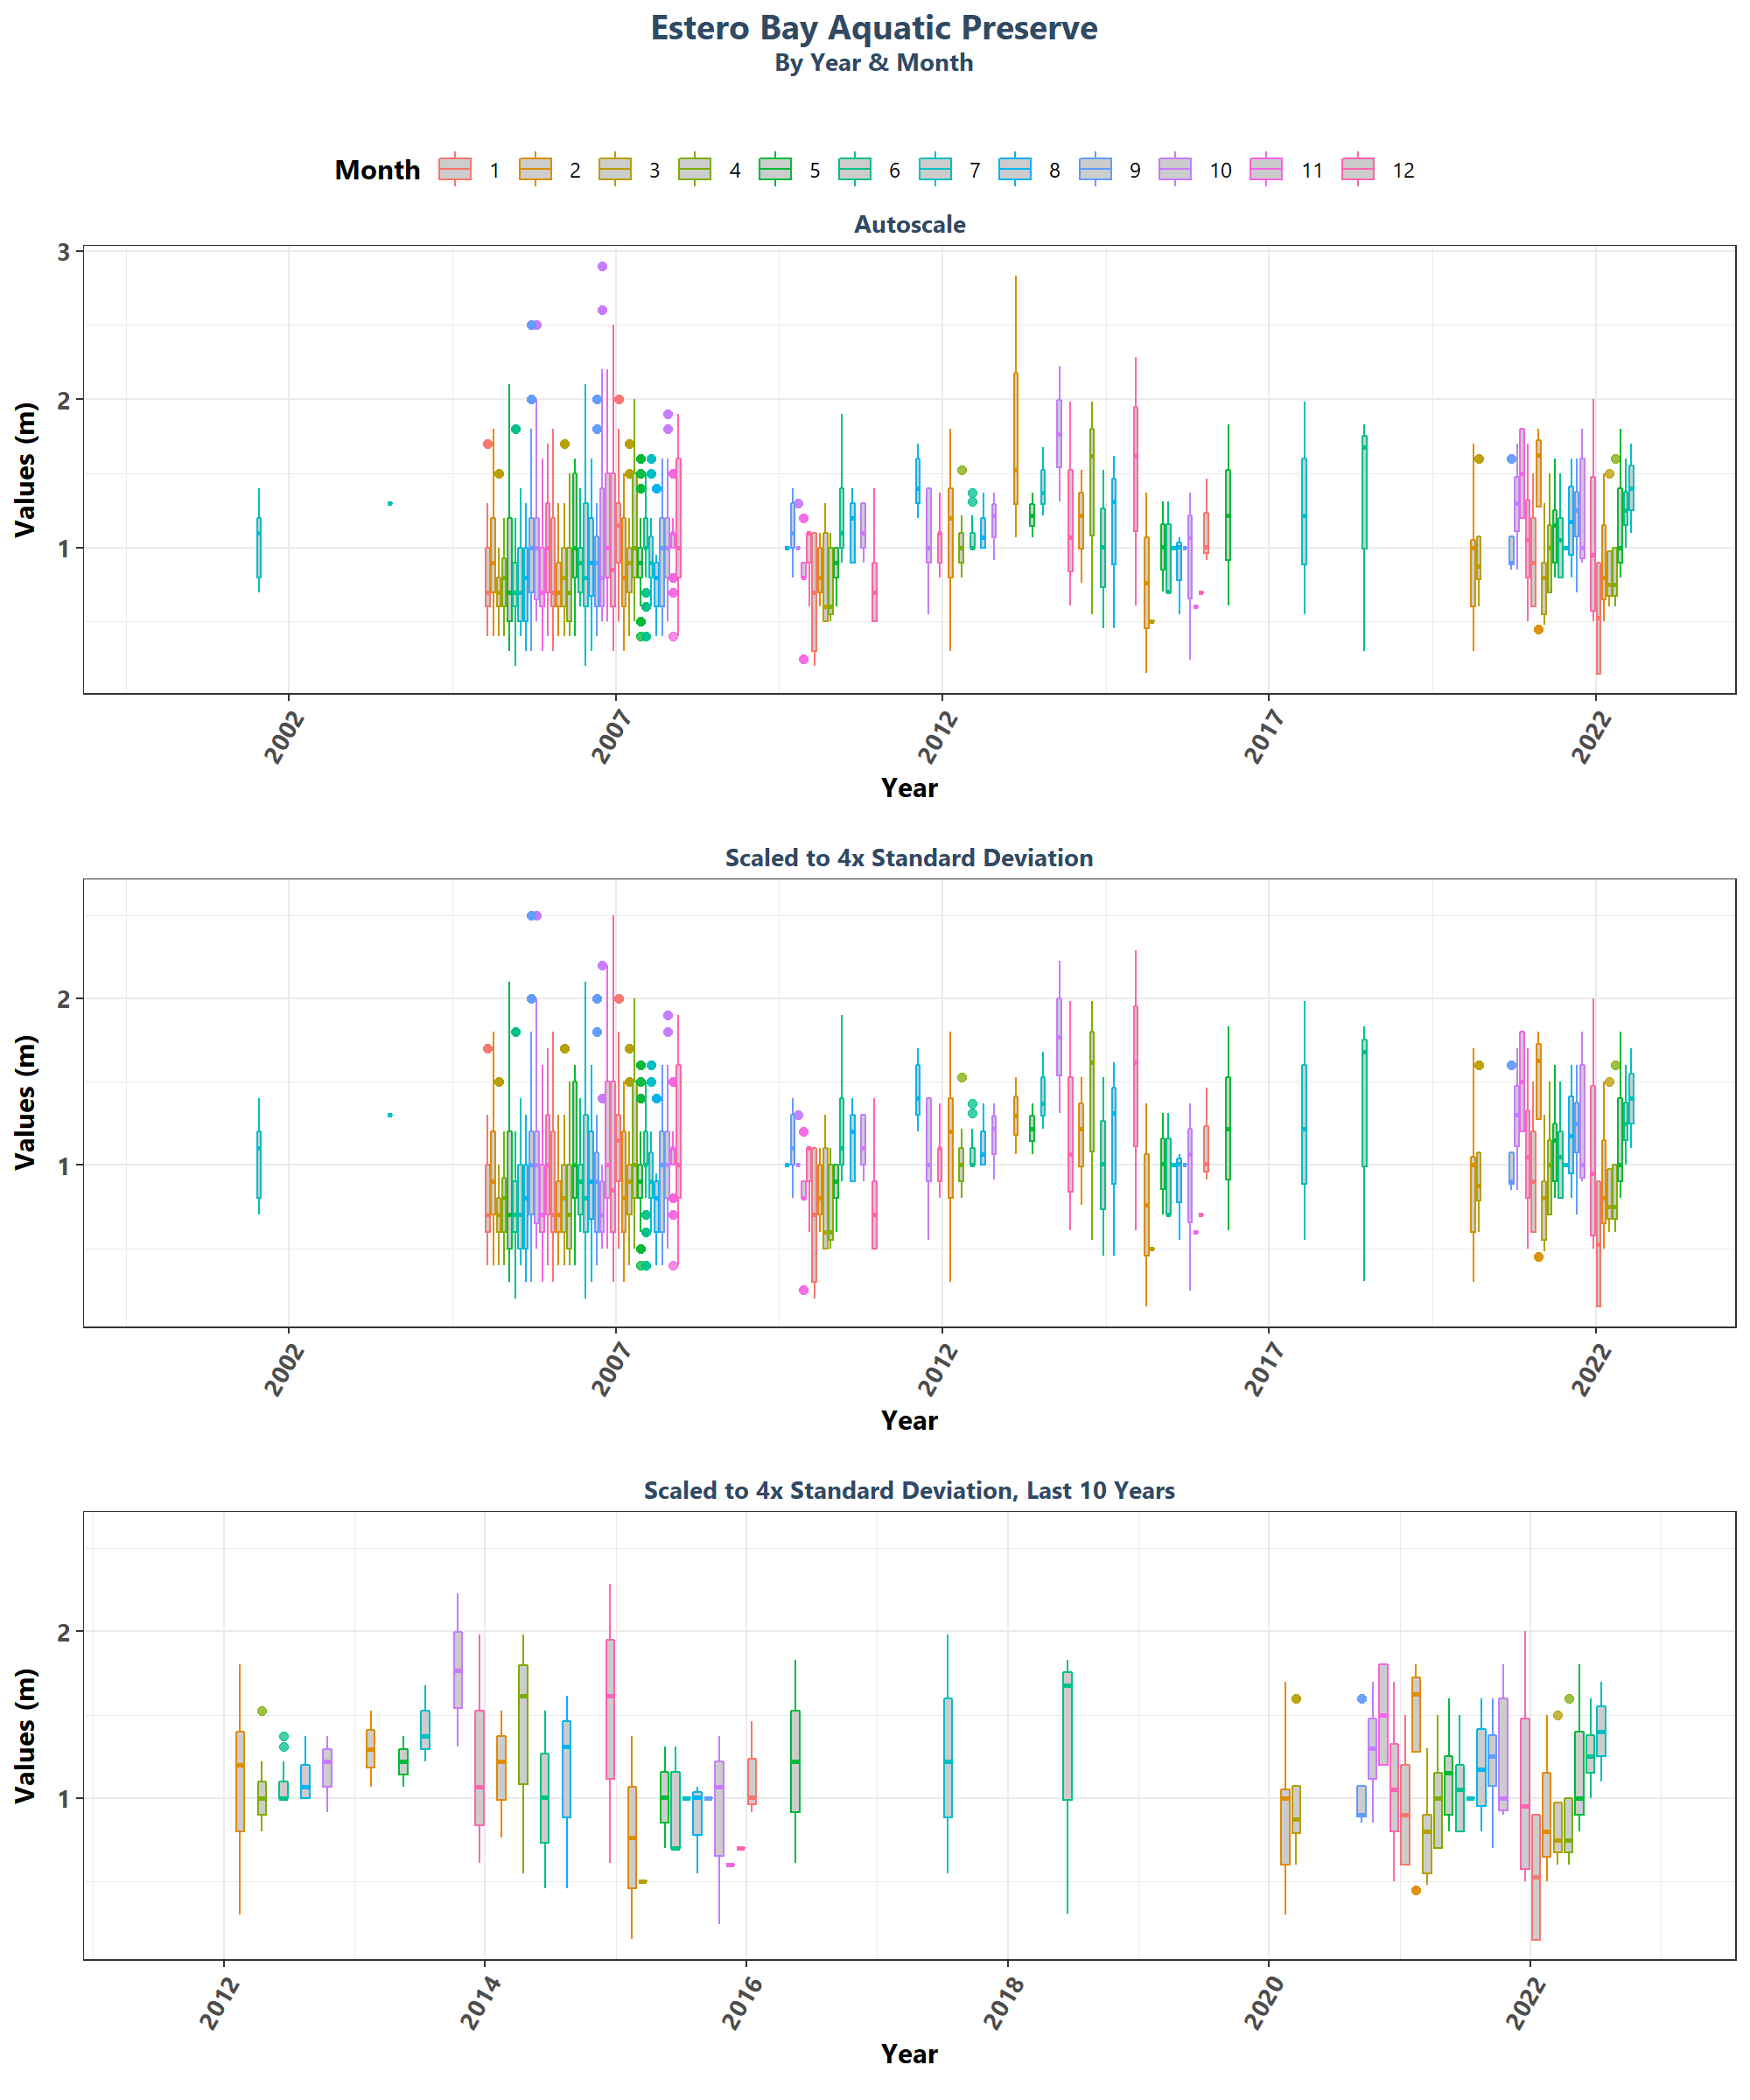 Estero Bay Aquatic Preserve
By Year & Month
Month 1 2 3 4 5 6 7 8 9 10 11 12
Autoscale
3
2
1
Values (m)
2002 2007 2012 2017 2022
Year
Scaled to 4x Standard Deviation
2
1
Values (m)
2002 2007 2012 2017 2022
Year
Scaled to 4x Standard Deviation, Last 10 Years
2
1
Values (m)
2012 2014 2016 2018 2020 2022
Year